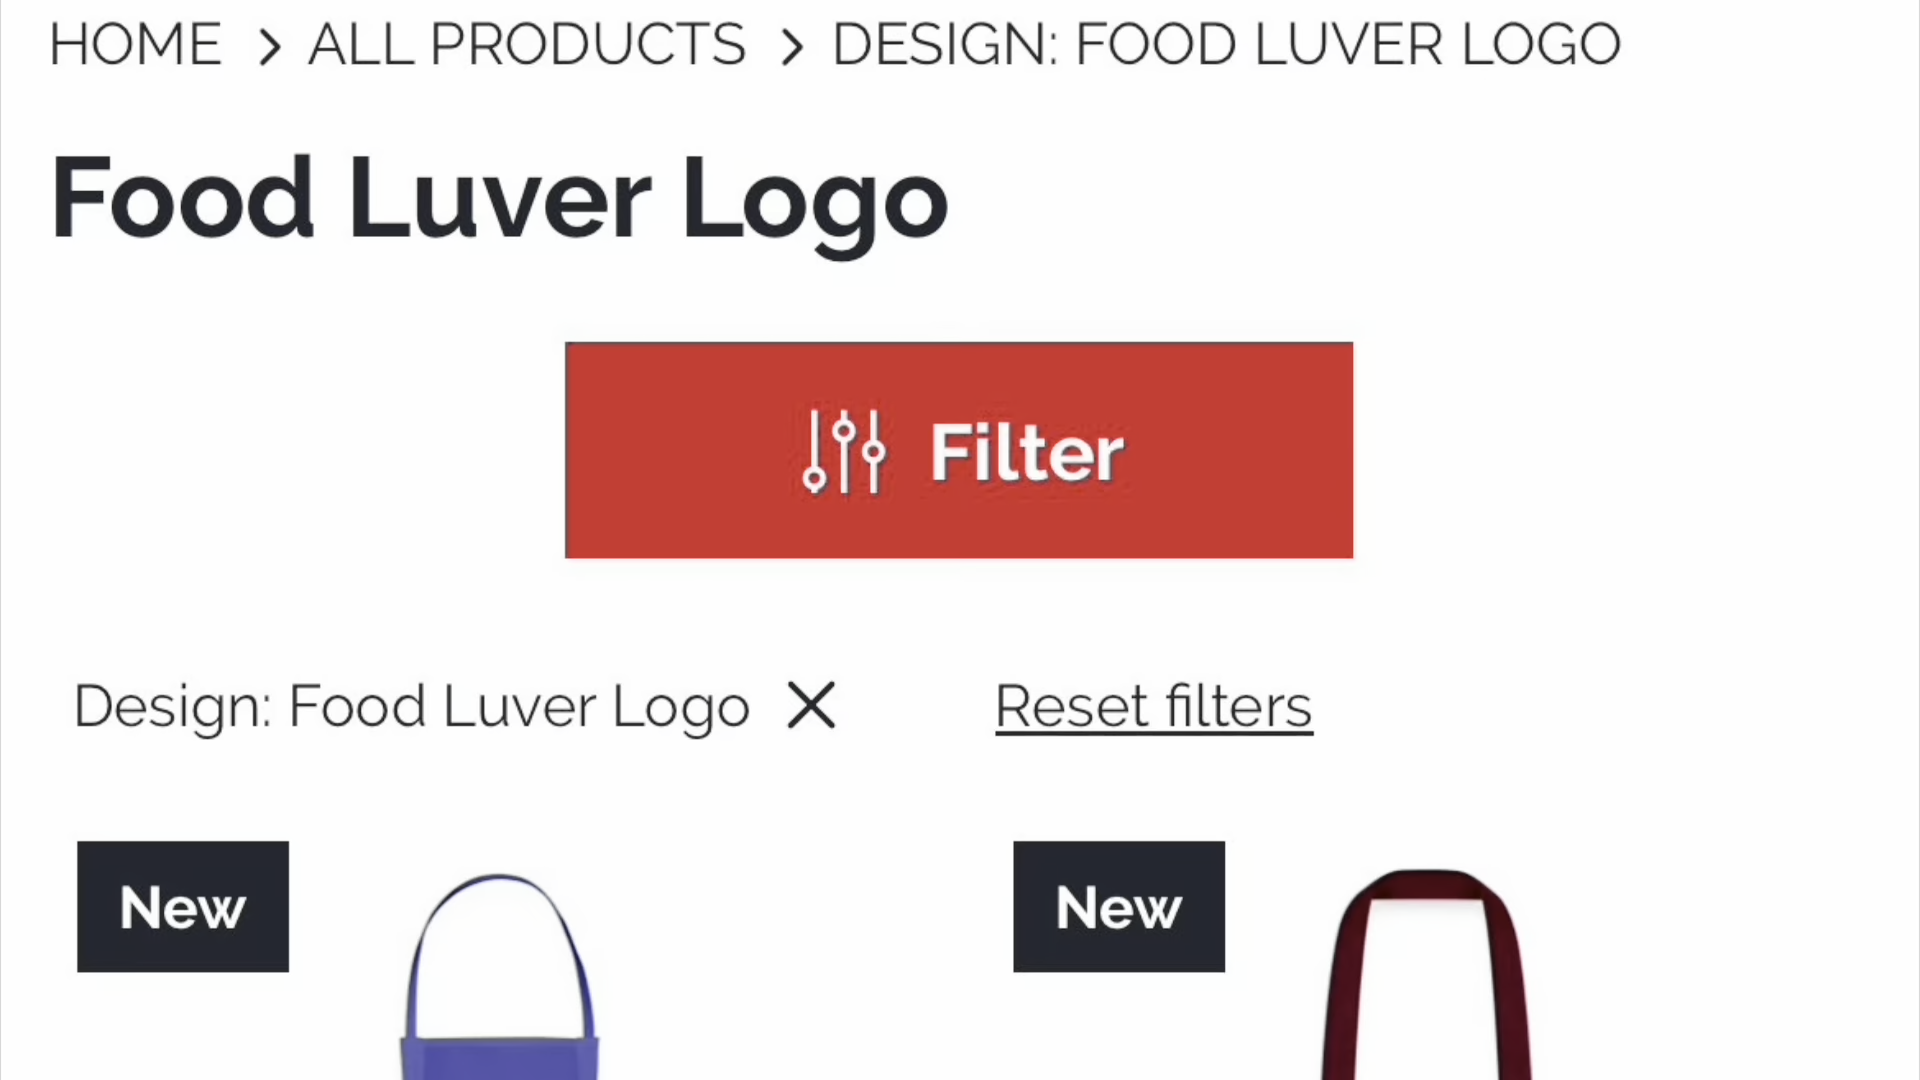 HOME > ALL PRODUCTS > DESIGN: FOOD LUVER LOGO
Food Luver Logo
Filter
Design: Food Luver Logo ×
Reset filters
New
New